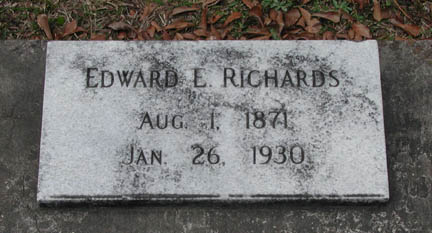 Edward E. Richards
Aug. 1, 1871
Jan. 26, 1930